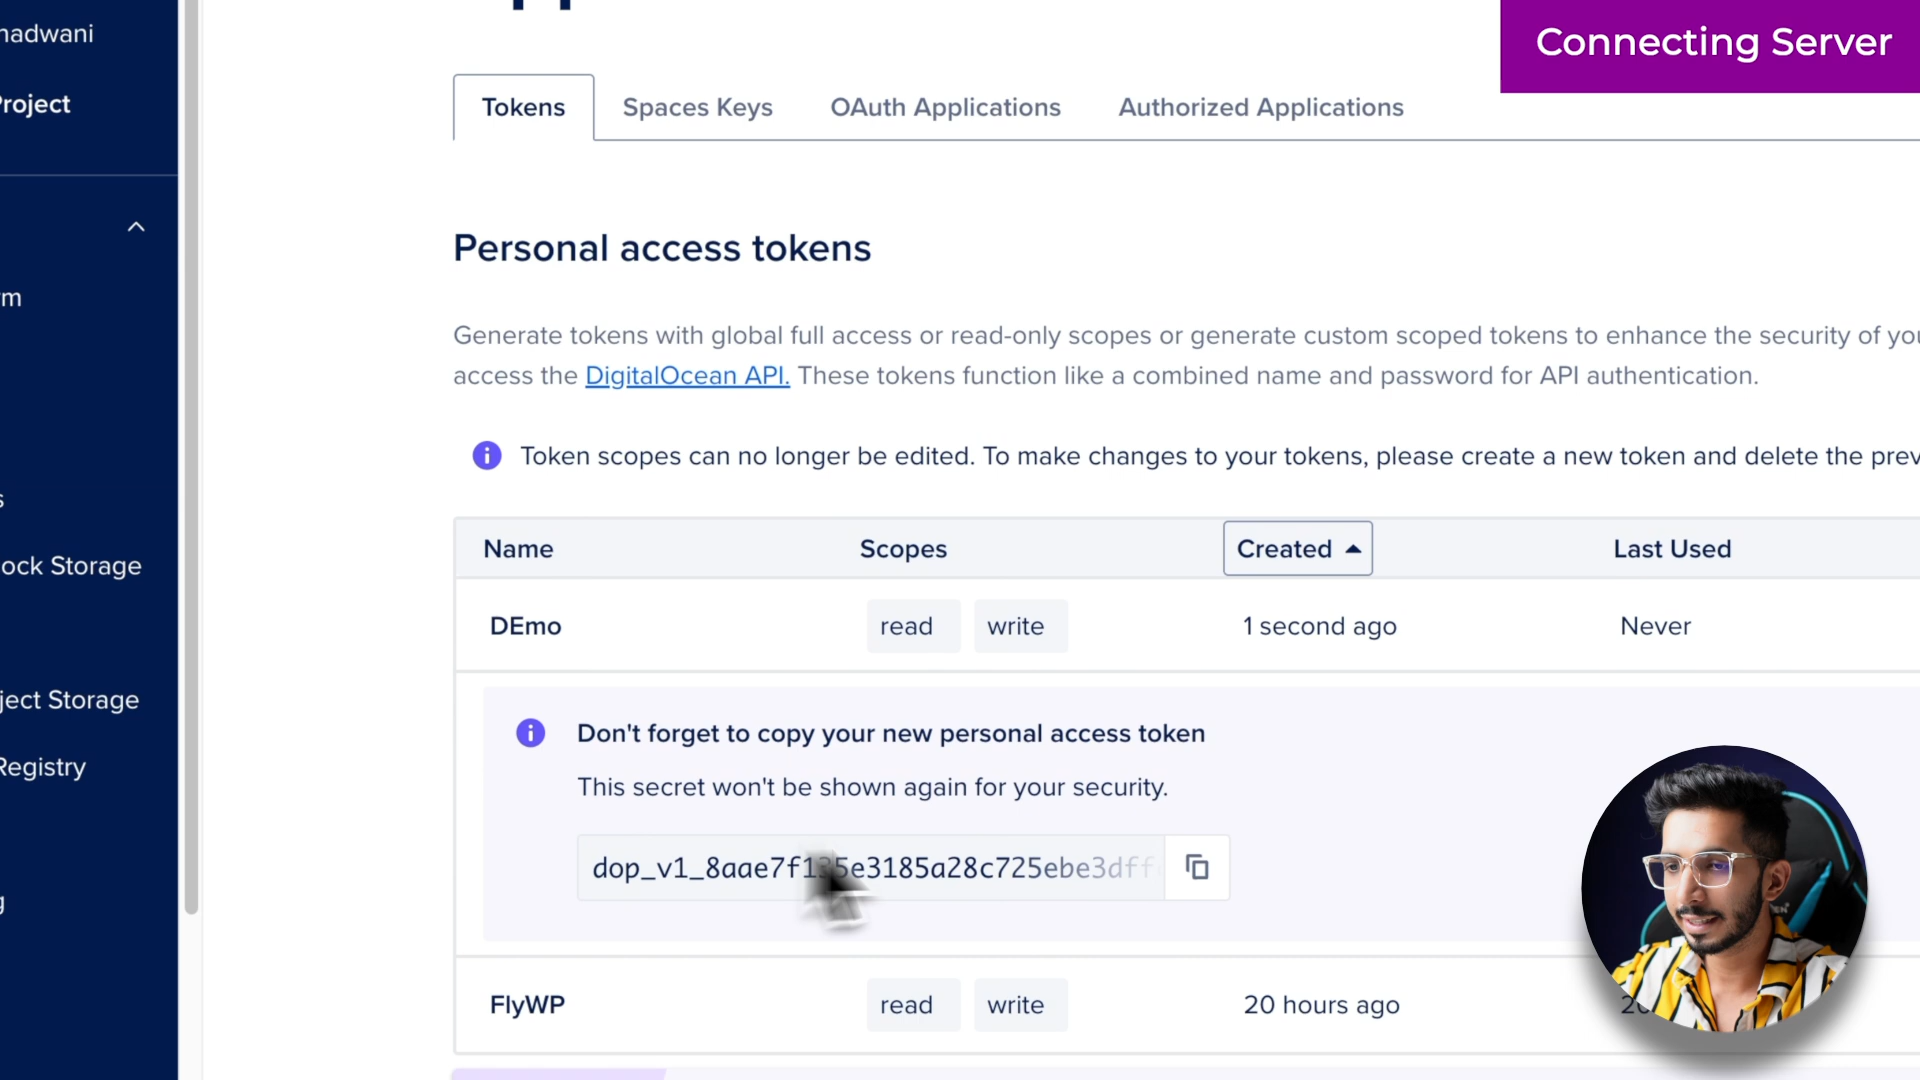 Connecting Server
hadwani
Project
Tokens
Spaces Keys
OAuth Applications
Authorized Applications
Personal access tokens
Generate tokens with global full access or read-only scopes or generate custom scoped tokens to enhance the security of
access the DigitalOcean API. These tokens function like a combined name and password for API authentication.
Token scopes can no longer be edited. To make changes to your tokens, please create a new token and delete the
Name
Scopes
Created
Last Used
ock Storage
DEmo
read
write
1 second ago
Never
ject Storage
Registry
Don't forget to copy your new personal access token
This secret won't be shown again for your security.
FlyWP
read
write
20 hours ago